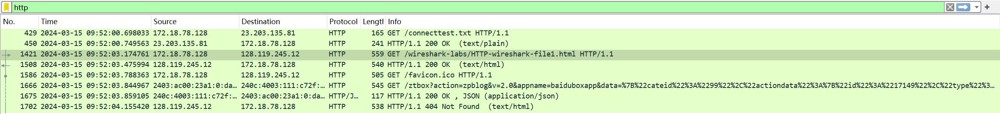 http
No. Time Source Destination Protocol Lengtl Info
429 2024-03-15 09:52:00.698033 172.18.78.128 23.203.135.81 HTTP 165 GET /connecttest.txt HTTP/1.1
450 2024-03-15 09:52:00.749563 23.203.135.81 172.18.78.128 HTTP 241 HTTP/1.1 200 OK (text/plain)
1421 2024-03-15 09:52:03.174761 172.18.78.128 128.119.245.12 HTTP 559 GET /wireshark-labs/HTTP-wireshark-file1.html HTTP/1.1
1508 2024-03-15 09:52:03.475994 128.119.245.12 172.18.78.128 HTTP 540 HTTP/1.1 200 OK (text/html)
1586 2024-03-15 09:52:03.788363 172.18.78.128 128.119.245.12 HTTP 505 GET /favicon.ico HTTP/1.1
1666 2024-03-15 09:52:03.844967 2403:ac00:23a1:0:da… 240c:4003:111:c72f:… HTTP 545 GET /ztbox?action=zpblog&v=2.0&appname=baiduboxapp&data=%7B%22cateid%22%3A%2299%22%2C%22actiondata%22%3A%7B%22id%22%3A%2217149%22%2C%22type%22%3…
1675 2024-03-15 09:52:03.859105 240c:4003:111:c72f:… 2403:ac00:23a1:0:da… HTTP/J… 117 HTTP/1.1 200 OK , JSON (application/json)
1702 2024-03-15 09:52:04.155420 128.119.245.12 172.18.78.128 HTTP 538 HTTP/1.1 404 Not Found (text/html)